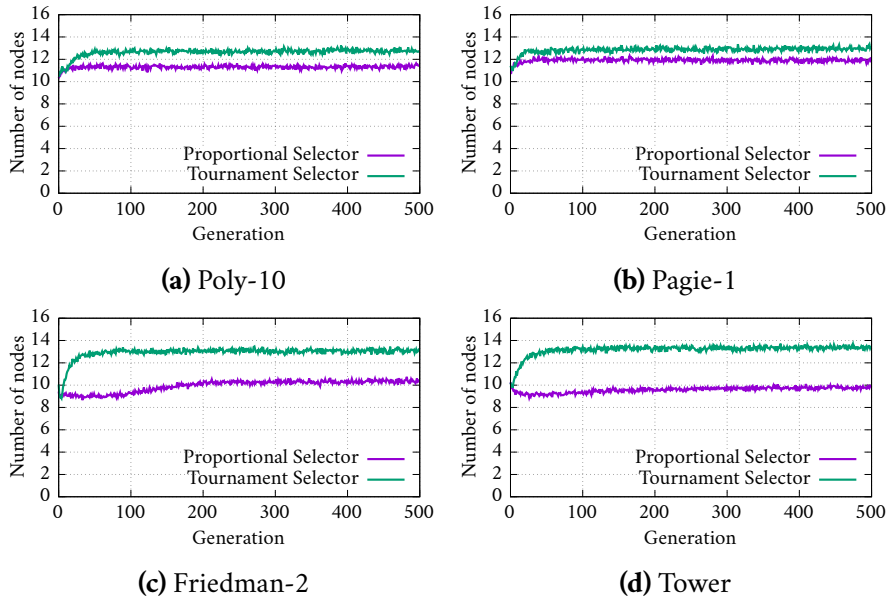 Number of nodes
16
14
12
10
8
6
4
2
0
Proportional Selector
Tournament Selector
0 100 200 300 400 500
Generation
(a) Poly-10
Number of nodes
16
14
12
10
8
6
4
2
0
Proportional Selector
Tournament Selector
0 100 200 300 400 500
Generation
(b) Pagie-1
Number of nodes
16
14
12
10
8
6
4
2
0
Proportional Selector
Tournament Selector
0 100 200 300 400 500
Generation
(c) Friedman-2
Number of nodes
16
14
12
10
8
6
4
2
0
Proportional Selector
Tournament Selector
0 100 200 300 400 500
Generation
(d) Tower